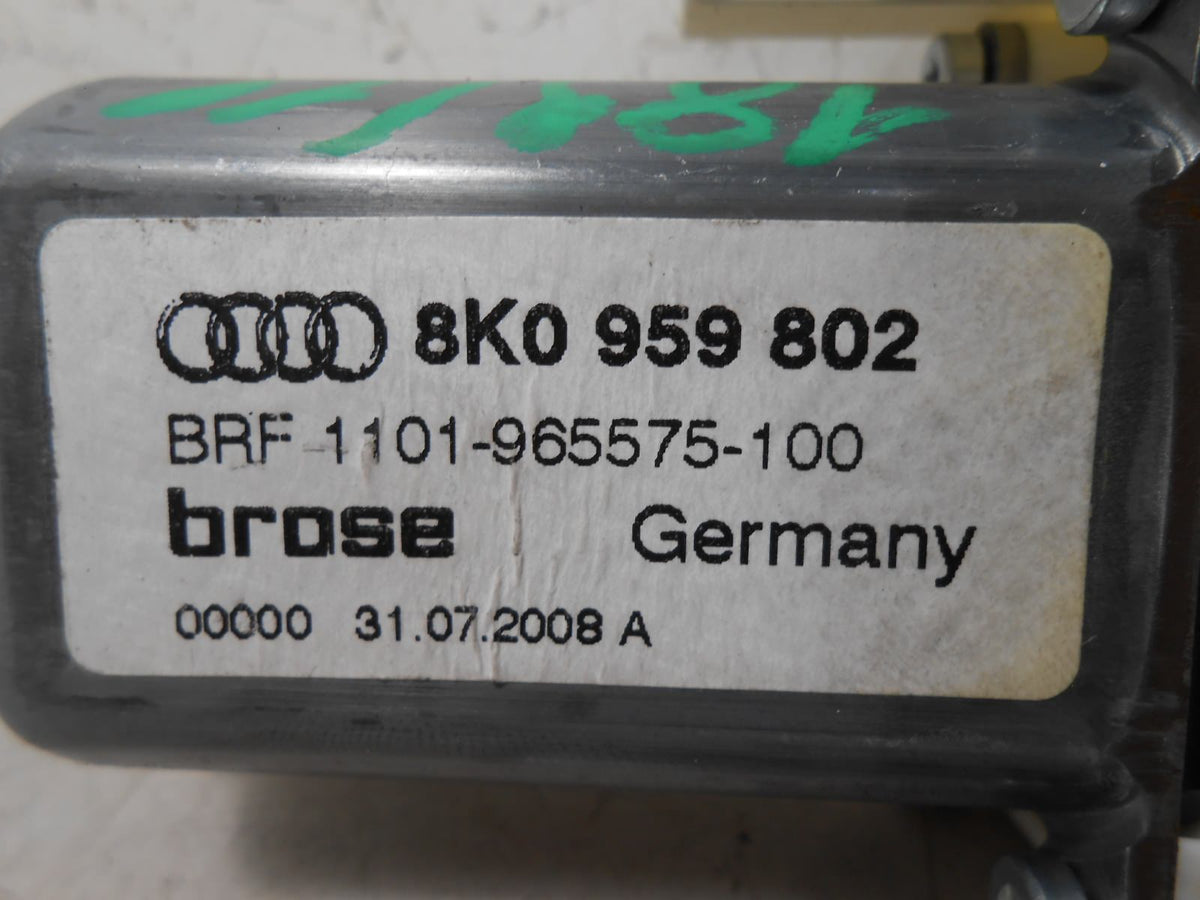 8K0 959 802
BRF 1101-965575-100
brose Germany
00000 31.07.2008 A